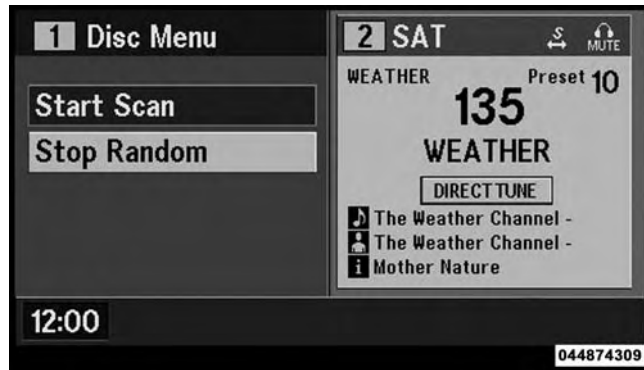 1 Disc Menu
Start Scan
Stop Random
2 SAT
S
MUTE
WEATHER
Preset 10
135
WEATHER
DIRECT TUNE
The Weather Channel -
The Weather Channel -
i Mother Nature
12:00
044874309